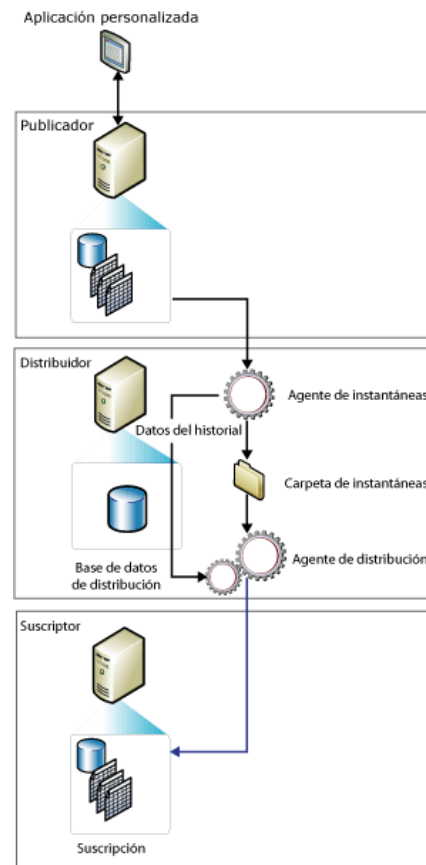 Aplicación personalizada
Publicador
Distribuidor
Agente de instantáneas
Datos del historial
Carpeta de instantáneas
Agente de distribución
Base de datos
de distribución
Suscriptor
Suscripción